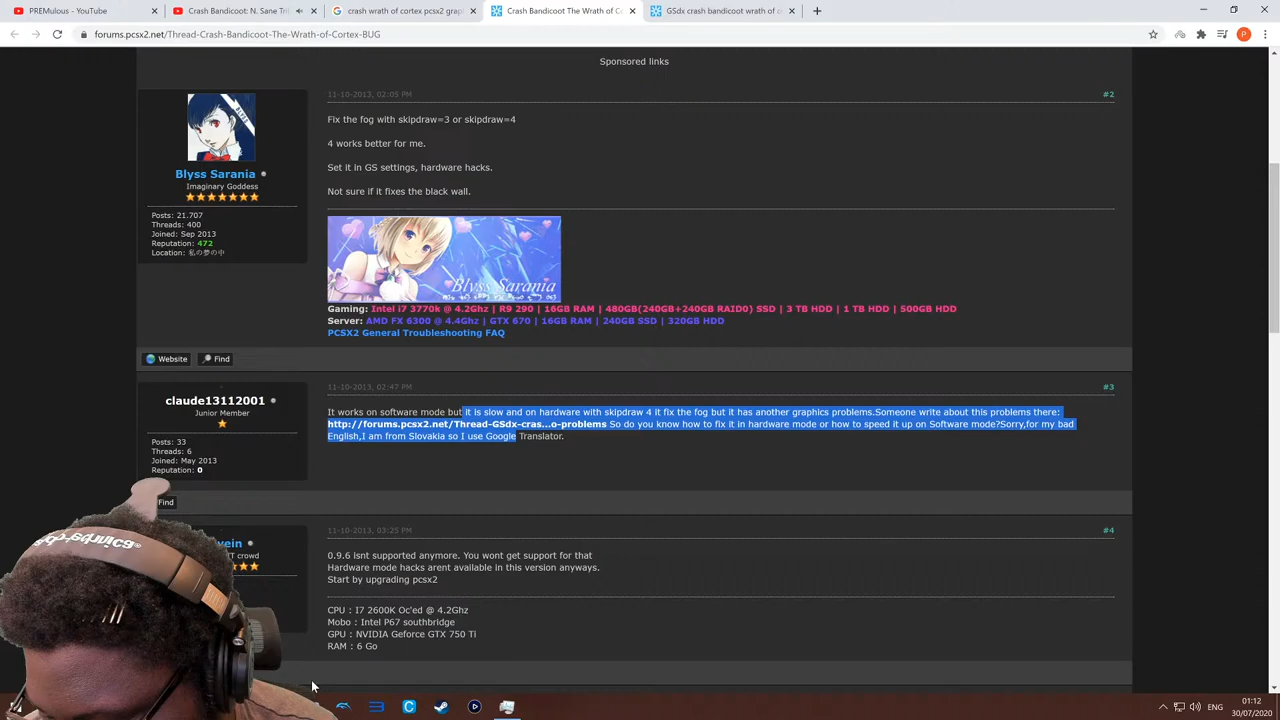 PREMulous - YouTube
Crash Bandicoot: N. Sane Tri
crash wrath of cortex pcsx2 grap
Crash Bandicoot The Wrath of C
GSdx crash bandicoot wrath of c
forums.pcsx2.net/Thread-Crash-Bandicoot-The-Wrath-of-Cortex-BUG
Sponsored links
11-10-2013, 02:05 PM
#2
Blyss Sarania
Imaginary Goddess
Posts: 21.707
Threads: 400
Joined: Sep 2013
Reputation: 472
Location: 私の夢の中
Fix the fog with skipdraw=3 or skipdraw=4
4 works better for me.
Set it in GS settings, hardware hacks.
Not sure if it fixes the black wall.
Blyss Sarania
Gaming: Intel i7 3770k @ 4.2Ghz | R9 290 | 16GB RAM | 480GB(240GB+240GB RAID0) SSD | 3 TB HDD | 1 TB HDD | 500GB HDD
Server: AMD FX 6300 @ 4.4Ghz | GTX 670 | 16GB RAM | 240GB SSD | 320GB HDD
PCSX2 General Troubleshooting FAQ
Website
Find
11-10-2013, 02:47 PM
#3
claude13112001
Junior Member
Posts: 33
Threads: 6
Joined: May 2013
Reputation: 0
It works on software mode but it is slow and on hardware with skipdraw 4 it fix the fog but it has another graphics problems.Someone write about this problems there:
http://forums.pcsx2.net/Thread-GSdx-cras...o-problems So do you know how to fix it in hardware mode or how to speed it up on Software mode?Sorry,for my bad
English,I am from Slovakia so I use Google Translator.
Find
11-10-2013, 03:25 PM
#4
vein
T crowd
0.9.6 isnt supported anymore. You wont get support for that
Hardware mode hacks arent available in this version anyways.
Start by upgrading pcsx2
CPU : I7 2600K Oc'ed @ 4.2Ghz
Mobo : Intel P67 southbridge
GPU : NVIDIA Geforce GTX 750 Ti
RAM : 6 Go
ENG
01:12
30/07/2020